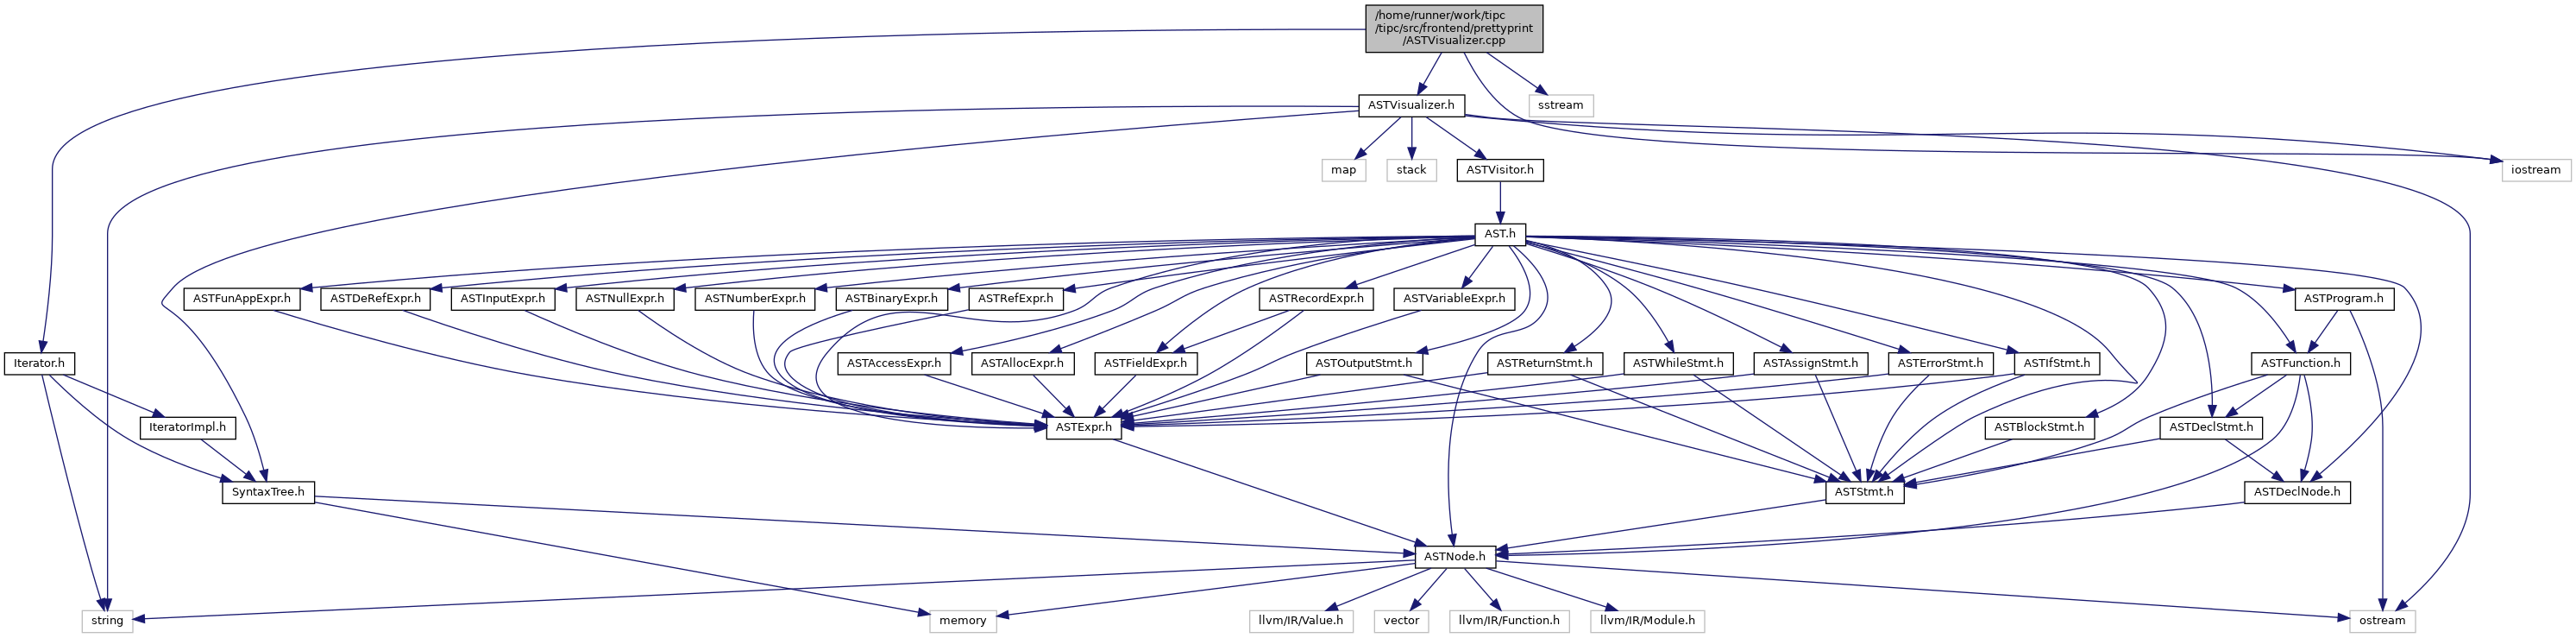 /home/runner/work/tipc
/tipc/src/frontend/prettyprint
/ASTVisualizer.cpp
ASTVisualizer.h
sstream
map
stack
ASTVisitor.h
iostream
AST.h
ASTFunAppExpr.h
ASTDeRefExpr.h
ASTInputExpr.h
ASTNullExpr.h
ASTNumberExpr.h
ASTBinaryExpr.h
ASTRefExpr.h
ASTRecordExpr.h
ASTVariableExpr.h
ASTProgram.h
Iterator.h
ASTAccessExpr.h
ASTAllocExpr.h
ASTFieldExpr.h
ASTOutputStmt.h
ASTReturnStmt.h
ASTWhileStmt.h
ASTAssignStmt.h
ASTErrorStmt.h
ASTIfStmt.h
ASTFunction.h
IteratorImpl.h
ASTExpr.h
ASTBlockStmt.h
ASTDeclStmt.h
SyntaxTree.h
ASTStmt.h
ASTDeclNode.h
ASTNode.h
string
memory
llvm/IR/Value.h
vector
llvm/IR/Function.h
llvm/IR/Module.h
ostream